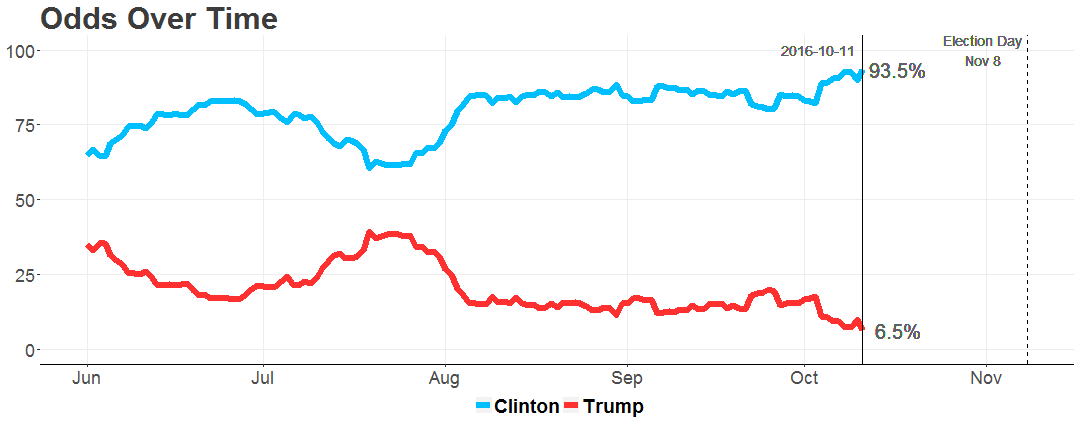 Odds Over Time
100
75
50
25
0
2016-10-11
93.5%
6.5%
Election Day
Nov 8
Jun
Jul
Aug
Sep
Oct
Nov
Clinton
Trump